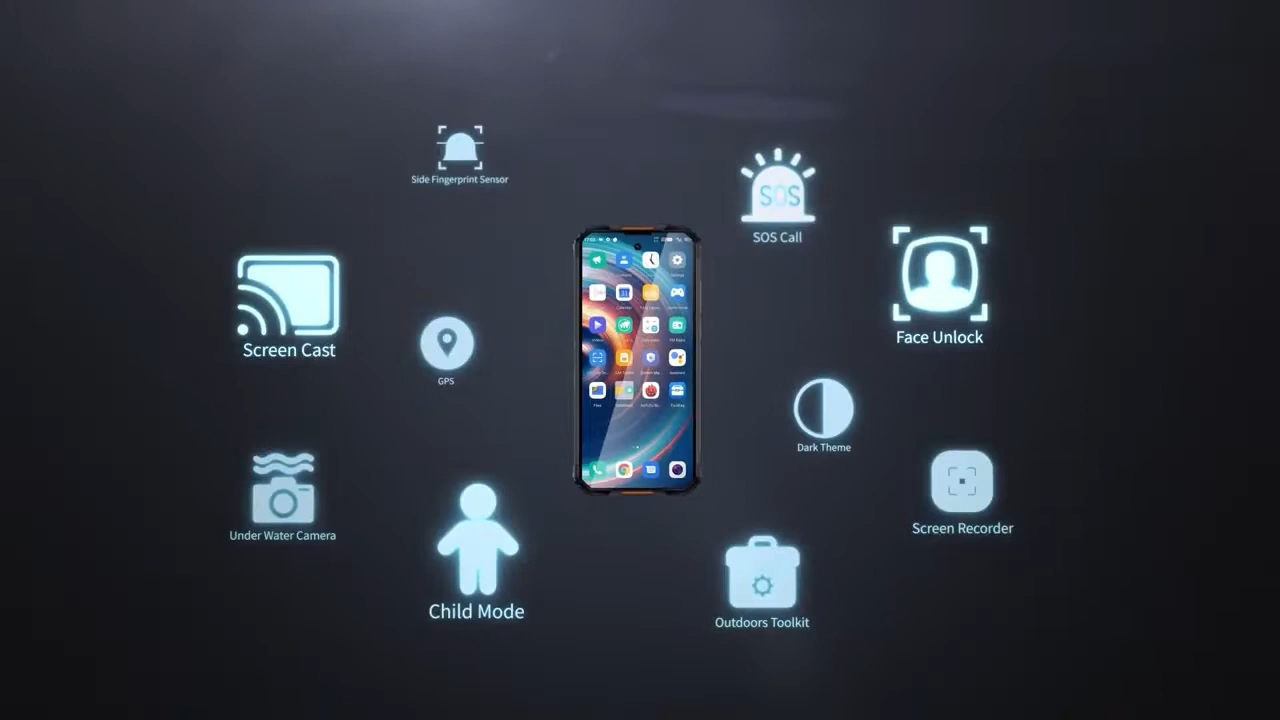 Side Fingerprint Sensor
SOS
SOS Call
Face Unlock
Screen Cast
GPS
Dark Theme
Under Water Camera
Screen Recorder
Child Mode
Outdoors Toolkit